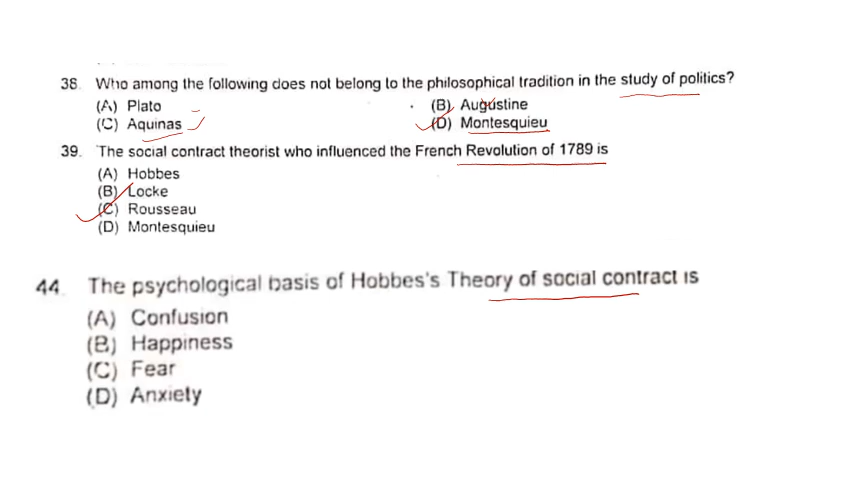 38. Who among the following does not belong to the philosophical tradition in the study of politics?
(A) Plato (B) Augustine
(C) Aquinas (D) Montesquieu
39. The social contract theorist who influenced the French Revolution of 1789 is
(A) Hobbes
(B) Locke
(C) Rousseau
(D) Montesquieu
44. The psychological basis of Hobbes's Theory of social contract is
(A) Confusion
(B) Happiness
(C) Fear
(D) Anxiety